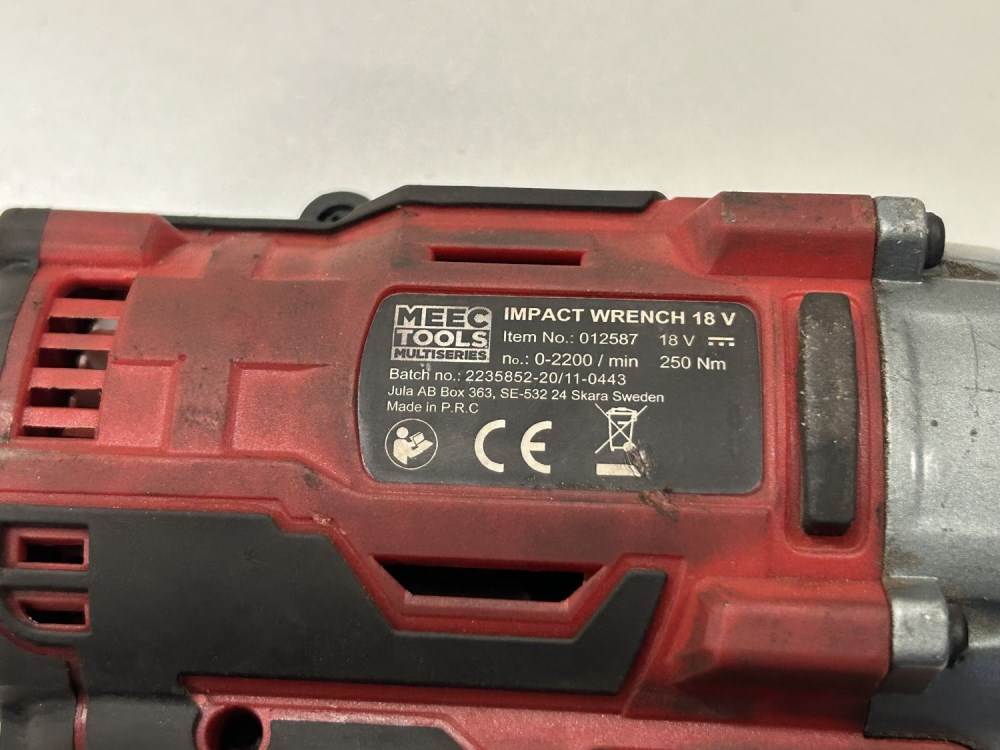 MEEC
TOOLS
MULTISERIES
IMPACT WRENCH 18 V
Item No.: 012587 18 V
no.: 0-2200 / min 250 Nm
Batch no.: 2235852-20/11-0443
Jula AB Box 363, SE-532 24 Skara Sweden
Made in P.R.C
CE